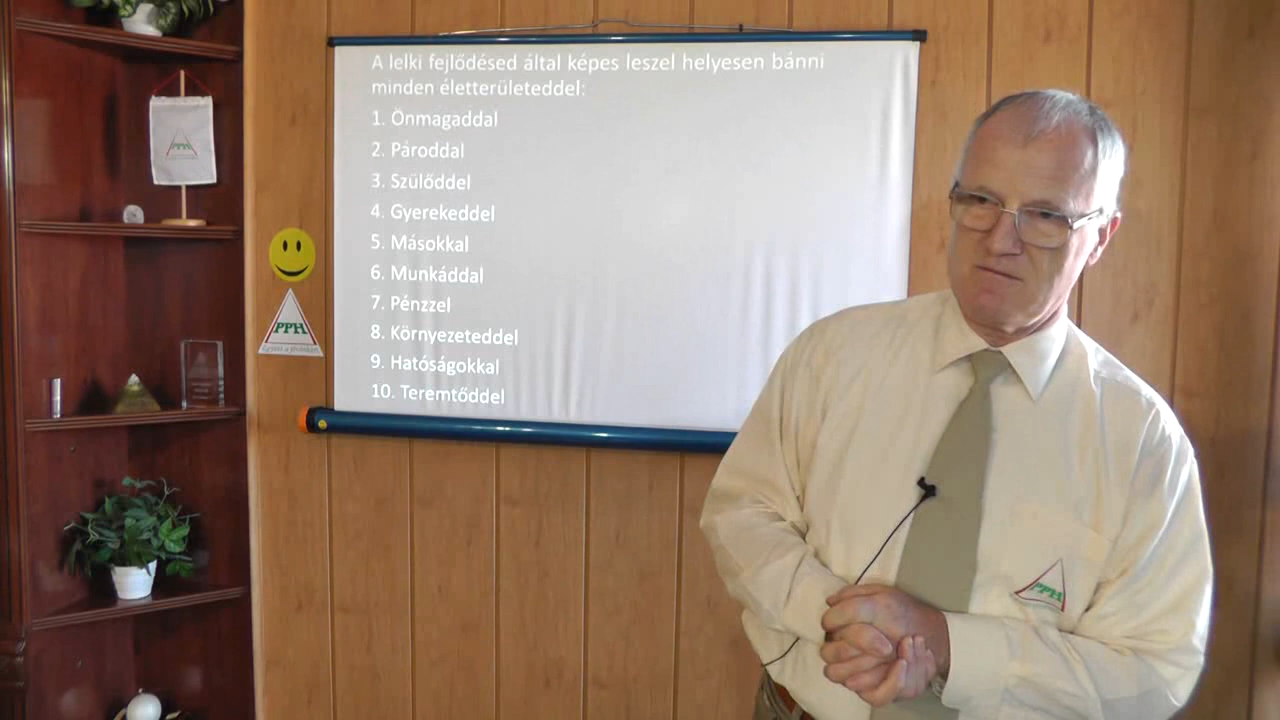 A lelki fejlődésed által képes leszel helyesen bánni
minden életterületeddel:
1. Önmagaddal
2. Pároddal
3. Szülőddel
4. Gyerekeddel
5. Másokkal
6. Munkáddal
7. Pénzzel
8. Környezeteddel
9. Hatóságokkal
10. Teremtőddel
PPH
PPH
PPH